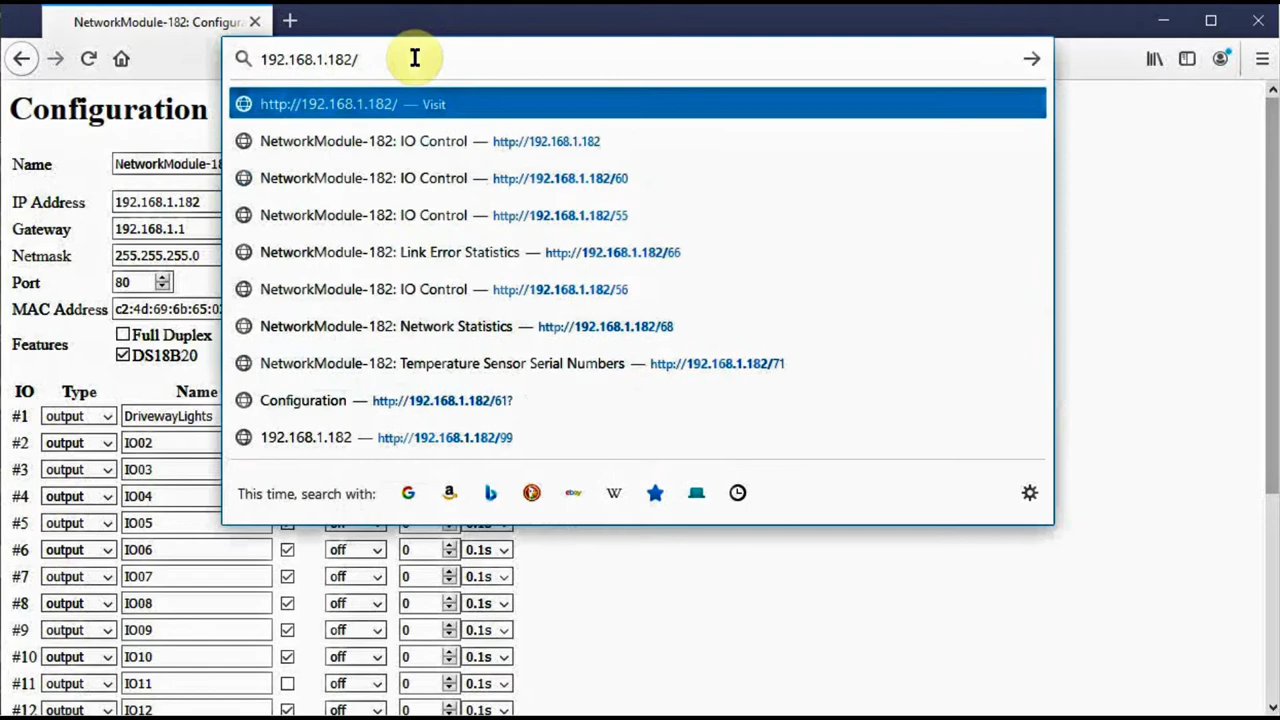 NetworkModule-182: Configur
192.168.1.182/
http://192.168.1.182/ — Visit
NetworkModule-182: IO Control — http://192.168.1.182
NetworkModule-182: IO Control — http://192.168.1.182/60
NetworkModule-182: IO Control — http://192.168.1.182/55
NetworkModule-182: Link Error Statistics — http://192.168.1.182/66
NetworkModule-182: IO Control — http://192.168.1.182/56
NetworkModule-182: Network Statistics — http://192.168.1.182/68
NetworkModule-182: Temperature Sensor Serial Numbers — http://192.168.1.182/71
Configuration — http://192.168.1.182/61?
192.168.1.182 — http://192.168.1.182/99
This time, search with:
Configuration
Name NetworkModule-18
IP Address 192.168.1.182
Gateway 192.168.1.1
Netmask 255.255.255.0
Port 80
MAC Address c2:4d:69:6b:65:0
Features Full Duplex
DS18B20
IO Type Name
#1 output DrivewayLights
#2 output IO02
#3 output IO03
#4 output IO04
#5 output IO05 off 0 0.1s
#6 output IO06 off 0 0.1s
#7 output IO07 off 0 0.1s
#8 output IO08 off 0 0.1s
#9 output IO09 off 0 0.1s
#10 output IO10 off 0 0.1s
#11 output IO11 off 0 0.1s
#12 output IO12 off 0 0.1s